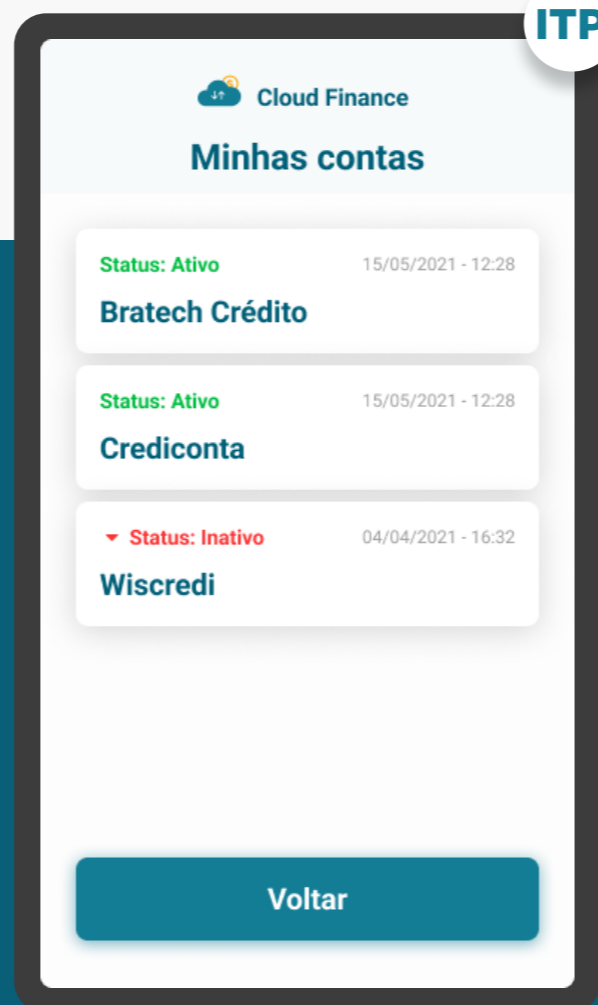 ITP
Cloud Finance
Minhas contas
Status: Ativo 15/05/2021 - 12:28
Bratech Crédito
Status: Ativo 15/05/2021 - 12:28
Crediconta
Status: Inativo 04/04/2021 - 16:32
Wiscredi
Voltar